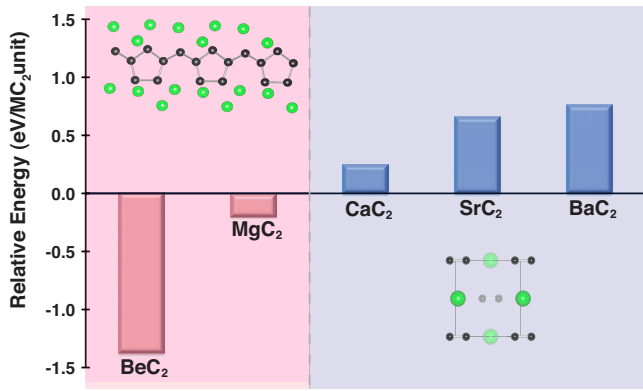 Relative Energy (eV/MC₂unit)
1.5
1.0
0.5
0.0
-0.5
-1.0
-1.5
BeC₂
MgC₂
CaC₂
SrC₂
BaC₂